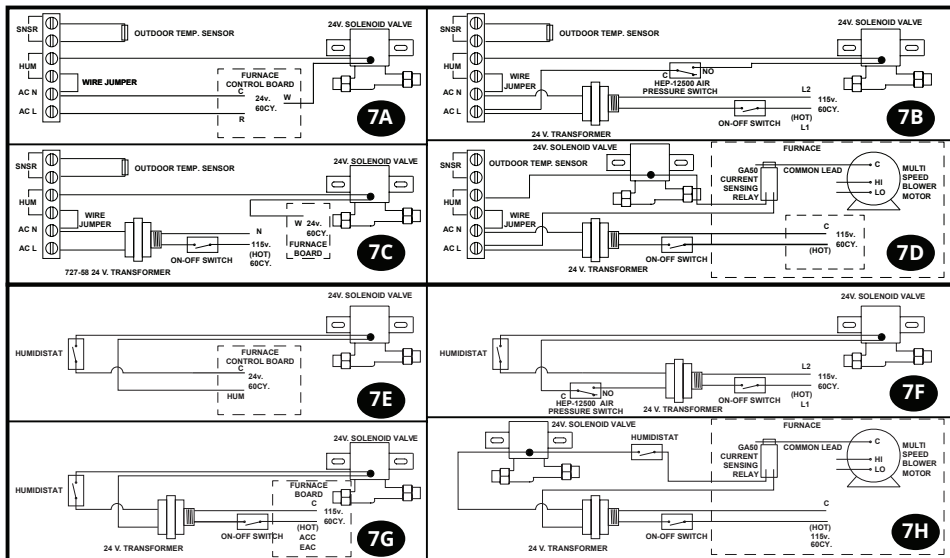 SNSR
OUTDOOR TEMP. SENSOR
24V. SOLENOID VALVE
HUM
WIRE JUMPER
AC N
AC L
FURNACE
CONTROL BOARD
C
24v.
60CY.
W
R
7A
SNSR
OUTDOOR TEMP. SENSOR
24V. SOLENOID VALVE
HUM
WIRE
JUMPER
AC N
AC L
C
NO
HEP-12500 AIR
PRESSURE SWITCH
24 V. TRANSFORMER
ON-OFF SWITCH
L2
115v.
60CY.
(HOT)
L1
7B
SNSR
OUTDOOR TEMP. SENSOR
24V. SOLENOID VALVE
HUM
WIRE
JUMPER
AC N
AC L
727-58 24 V. TRANSFORMER
ON-OFF SWITCH
N
115v.
(HOT)
60CY.
W 24v.
60CY.
FURNACE
BOARD
7C
SNSR
OUTDOOR TEMP. SENSOR
24V. SOLENOID VALVE
HUM
WIRE
JUMPER
AC N
AC L
24 V. TRANSFORMER
ON-OFF SWITCH
FURNACE
GA50
CURRENT
SENSING
RELAY
COMMON LEAD
C
HI
LO
MULTI
SPEED
BLOWER
MOTOR
C
115v.
60CY.
(HOT)
7D
24V. SOLENOID VALVE
HUMIDISTAT
FURNACE
CONTROL BOARD
C
24v.
60CY.
HUM
7E
24V. SOLENOID VALVE
HUMIDISTAT
C
NO
HEP-12500 AIR
PRESSURE SWITCH
24 V. TRANSFORMER
ON-OFF SWITCH
L2
115v.
60CY.
(HOT)
L1
7F
24V. SOLENOID VALVE
HUMIDISTAT
24 V. TRANSFORMER
ON-OFF SWITCH
FURNACE
BOARD
C
115v.
60CY.
(HOT)
ACC
EAC
7G
24V. SOLENOID VALVE
HUMIDISTAT
24 V. TRANSFORMER
ON-OFF SWITCH
FURNACE
GA50
CURRENT
SENSING
RELAY
COMMON LEAD
C
HI
LO
MULTI
SPEED
BLOWER
MOTOR
C
(HOT)
115v.
60CY.
7H